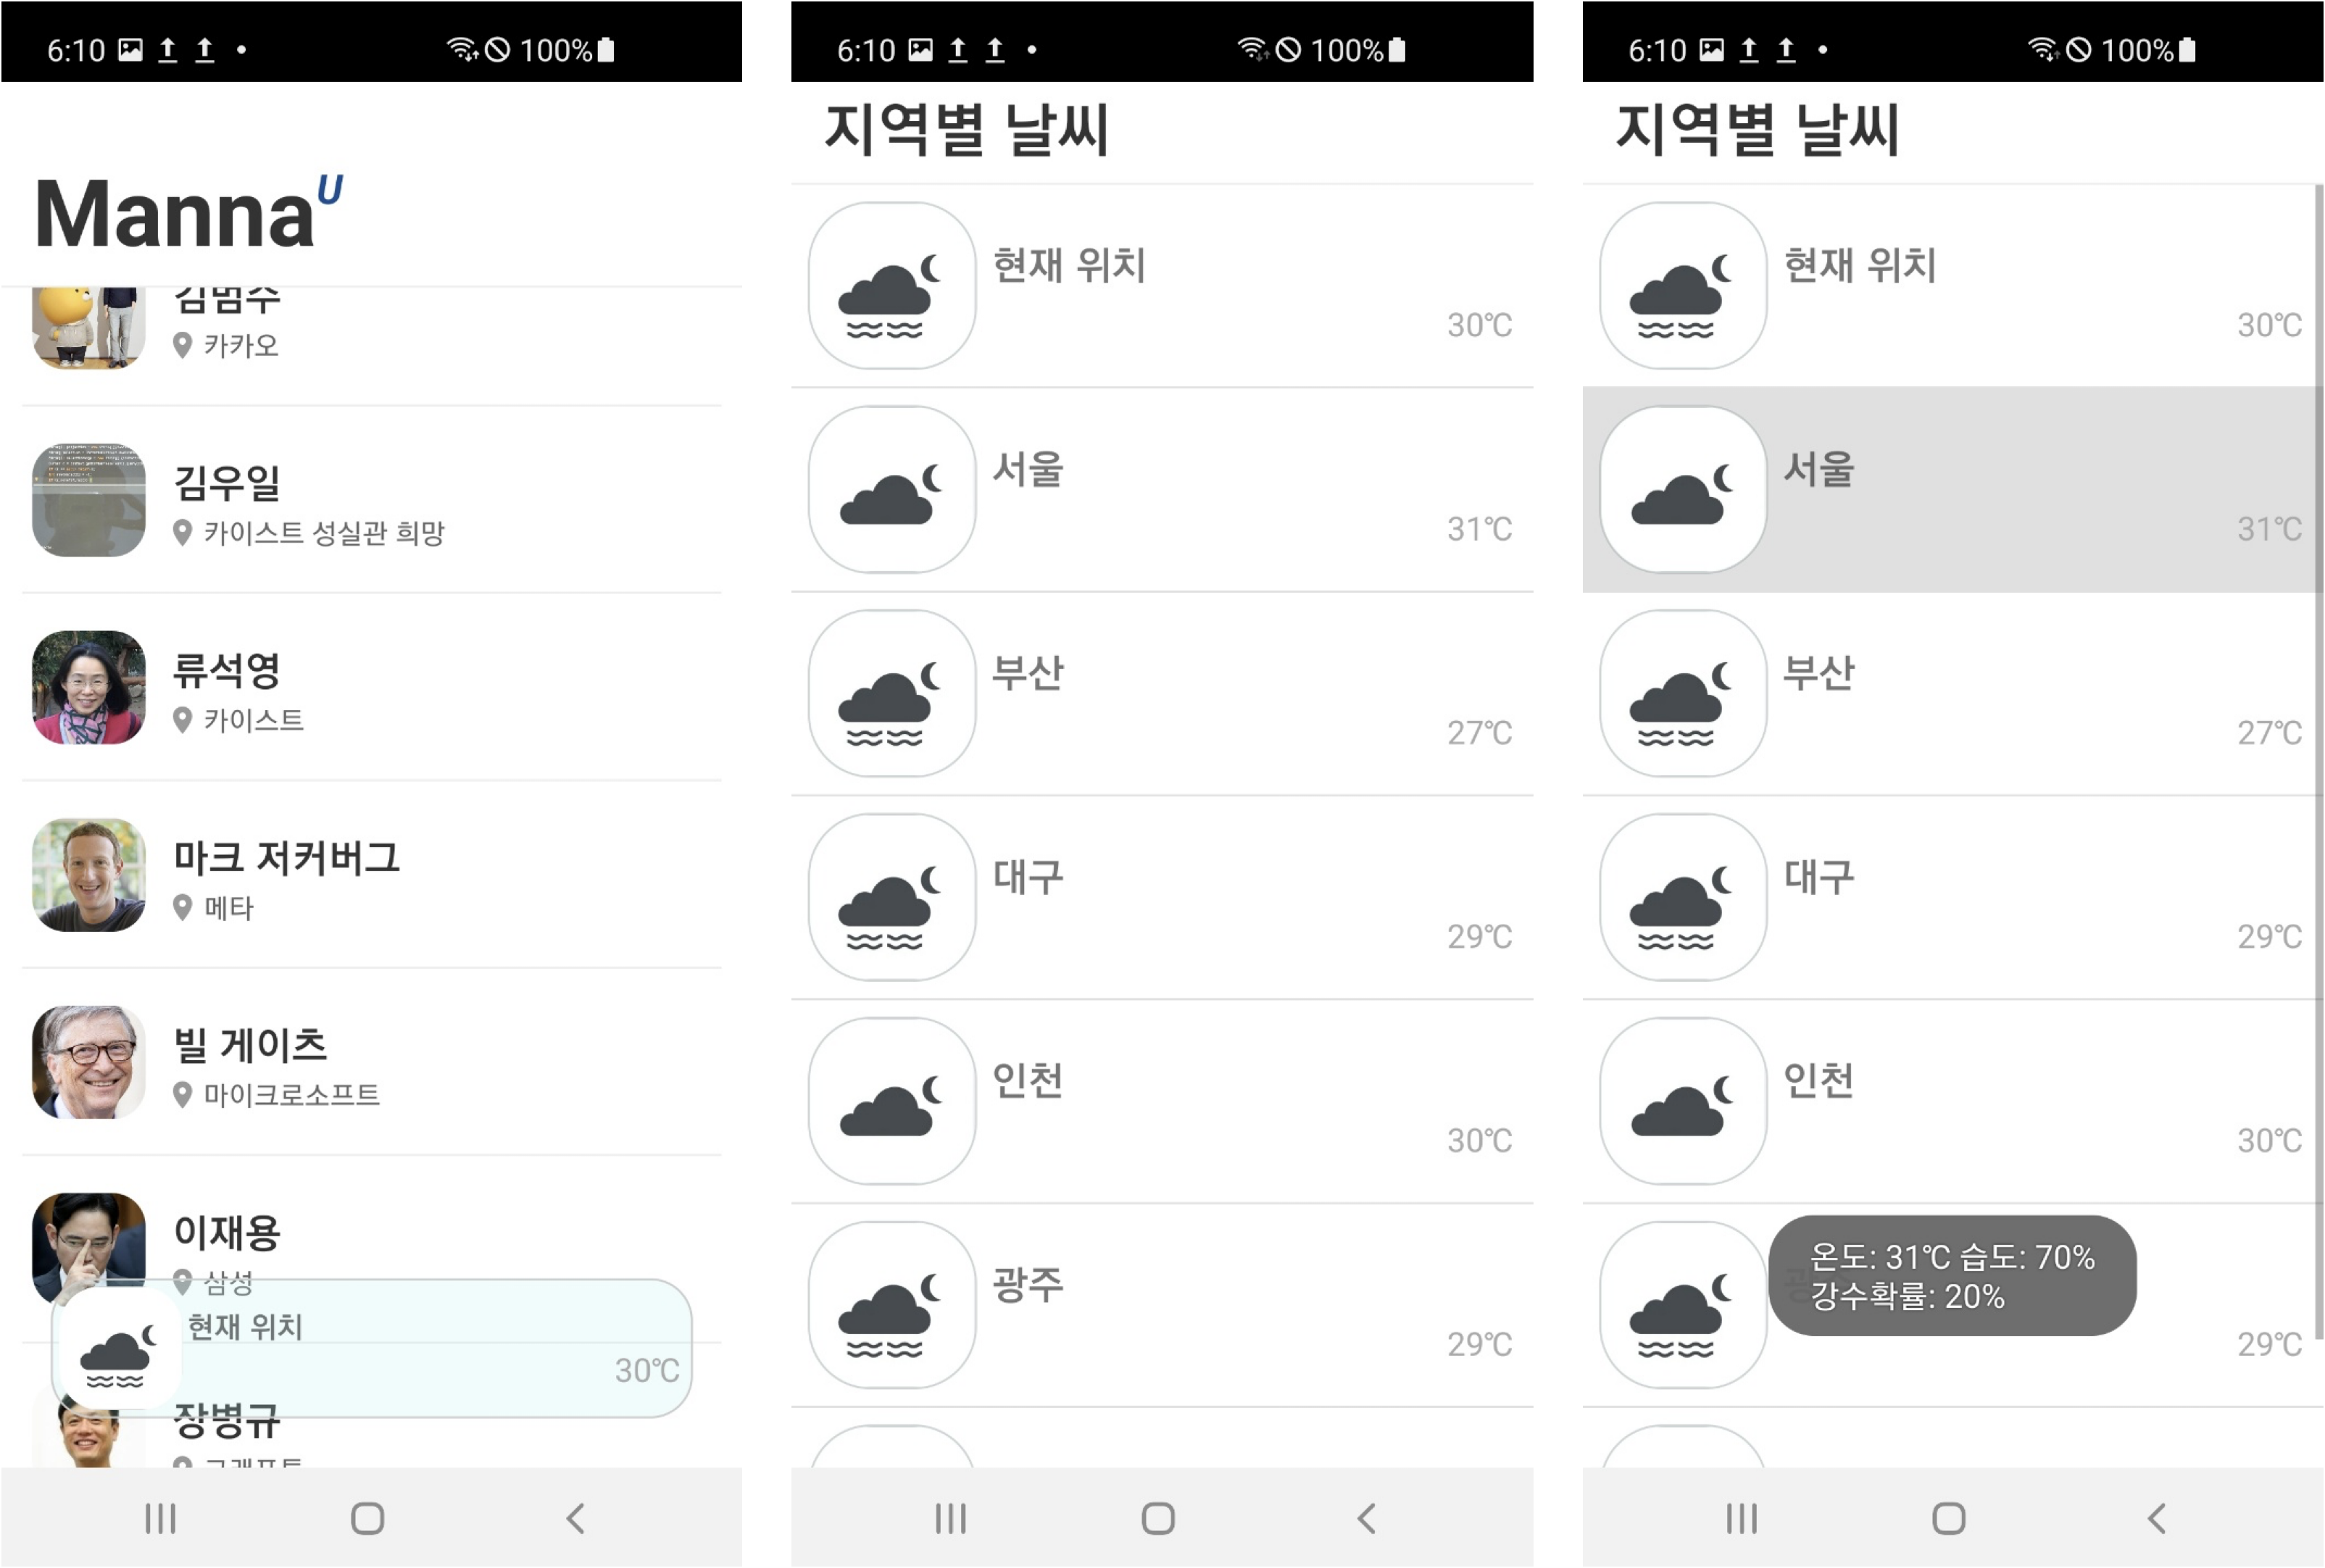 6:10 100%
Manna U
김범수
카카오
김우일
카이스트 성실관 희망
류석영
카이스트
마크 저커버그
메타
빌 게이츠
마이크로소프트
이재용
삼성
현재 위치
30℃
장병규
크래프톤
6:10 100%
지역별 날씨
현재 위치
30℃
서울
31℃
부산
27℃
대구
29℃
인천
30℃
광주
29℃
6:10 100%
지역별 날씨
현재 위치
30℃
서울
31℃
부산
27℃
대구
29℃
인천
30℃
광주
온도: 31℃ 습도: 70%
강수확률: 20%
29℃